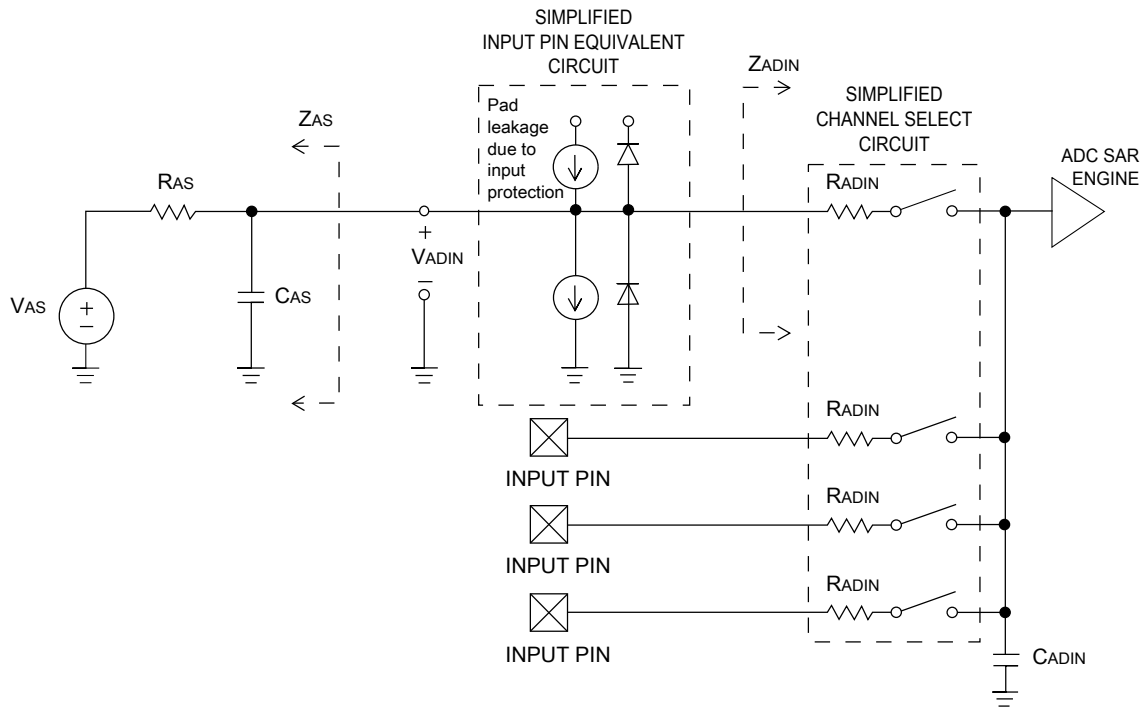 SIMPLIFIED
INPUT PIN EQUIVALENT
CIRCUIT
ZADIN
SIMPLIFIED
CHANNEL SELECT
CIRCUIT
Pad
leakage
due to
input
protection
ZAS
ADC SAR
ENGINE
RAS
RADIN
+
VADIN
−
VAS
+
−
CAS
RADIN
INPUT PIN
RADIN
INPUT PIN
RADIN
INPUT PIN
CADIN